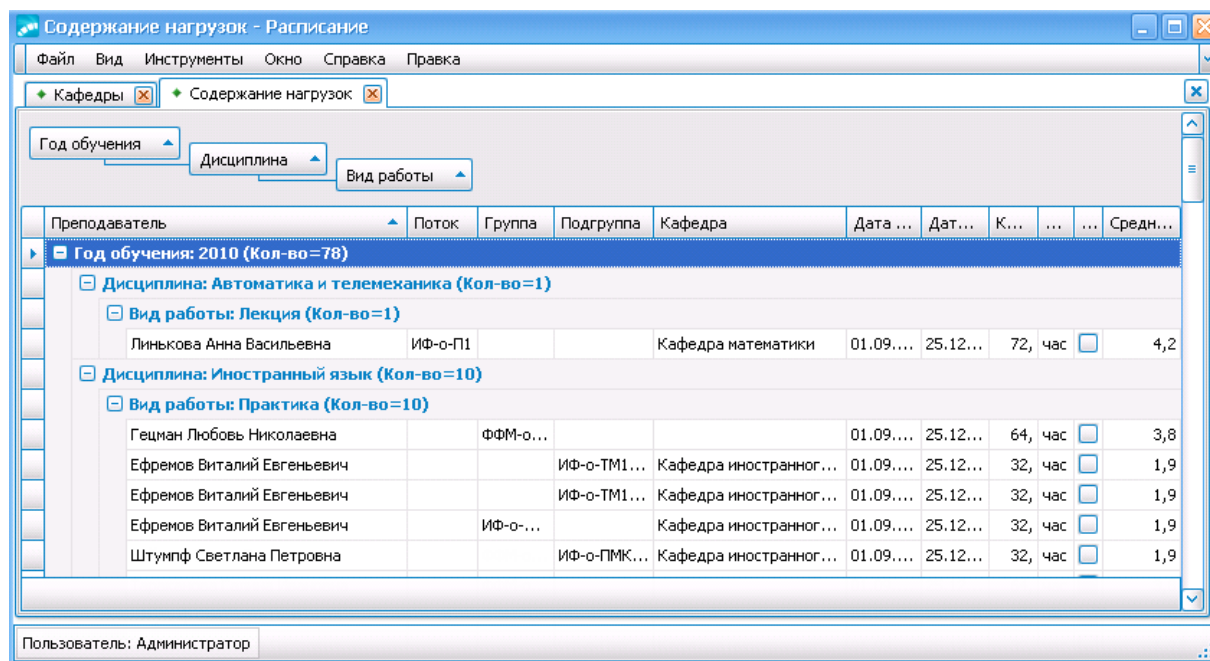 Содержание нагрузок - Расписание
Файл Вид Инструменты Окно Справка Правка
Кафедры Содержание нагрузок
Год обучения
Дисциплина
Вид работы
Преподаватель Поток Группа Подгруппа Кафедра Дата ... Дат... К... ... ... Средн...
Год обучения: 2010 (Кол-во=78)
Дисциплина: Автоматика и телемеханика (Кол-во=1)
Вид работы: Лекция (Кол-во=1)
Линькова Анна Васильевна ИФ-о-П1 Кафедра математики 01.09.... 25.12... 72, час 4,2
Дисциплина: Иностранный язык (Кол-во=10)
Вид работы: Практика (Кол-во=10)
Гецман Любовь Николаевна ФФМ-о... 01.09.... 25.12... 64, час 3,8
Ефремов Виталий Евгеньевич ИФ-о-ТМ1... Кафедра иностранног... 01.09.... 25.12... 32, час 1,9
Ефремов Виталий Евгеньевич ИФ-о-ТМ1... Кафедра иностранног... 01.09.... 25.12... 32, час 1,9
Ефремов Виталий Евгеньевич ИФ-о-... Кафедра иностранног... 01.09.... 25.12... 32, час 1,9
Штумпф Светлана Петровна ИФ-о-ПМК... Кафедра иностранног... 01.09.... 25.12... 32, час 1,9
Пользователь: Администратор